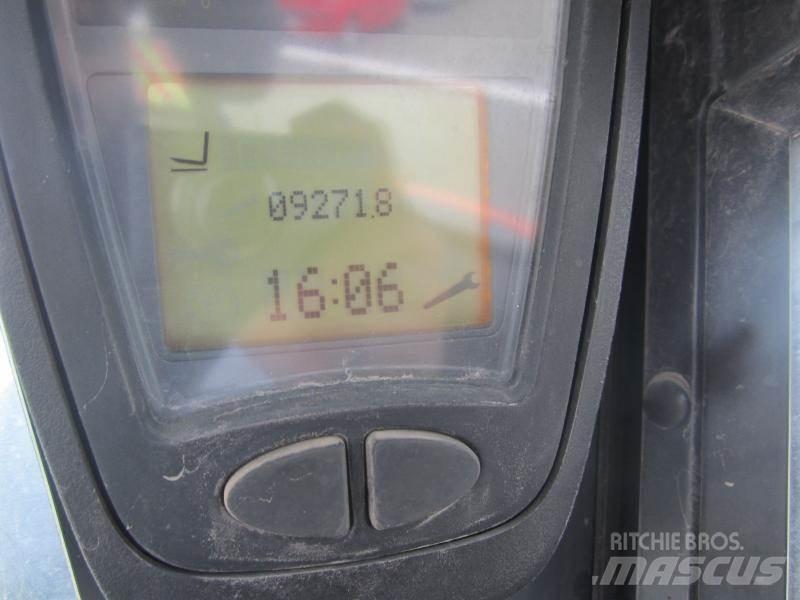 09271.8
16:06
RITCHIE BROS.
MASCUS